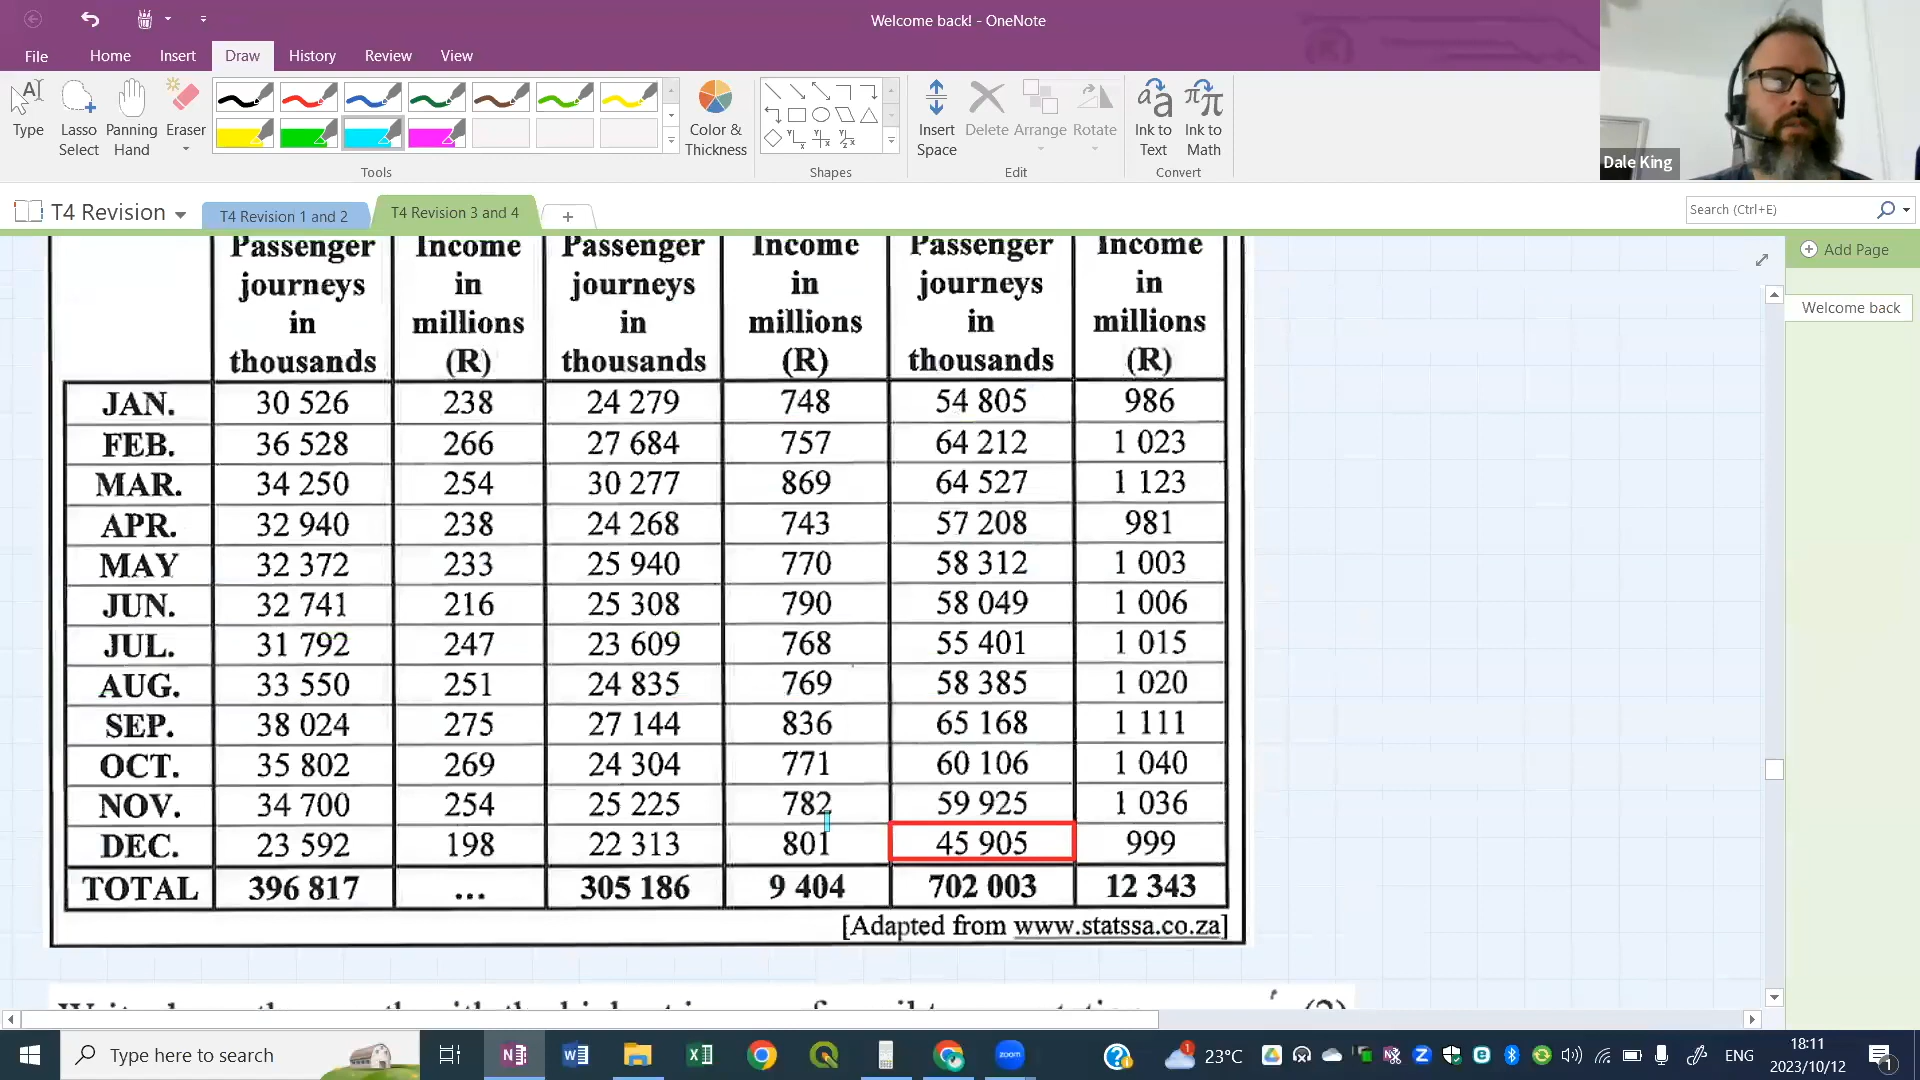 Welcome back! - OneNote
File Home Insert Draw History Review View
Type
Lasso Select
Panning Hand
Eraser
Color & Thickness
Insert Space
Delete
Arrange
Rotate
Ink to Text
Ink to Math
Tools
Shapes
Edit
Convert
Dale King
T4 Revision
T4 Revision 1 and 2
T4 Revision 3 and 4
Search (Ctrl+E)
Add Page
Welcome back
Passenger Income Passenger Income Passenger Income
journeys in journeys in journeys in
in millions in millions in millions
thousands (R) thousands (R) thousands (R)
JAN. 30 526 238 24 279 748 54 805 986
FEB. 36 528 266 27 684 757 64 212 1 023
MAR. 34 250 254 30 277 869 64 527 1 123
APR. 32 940 238 24 268 743 57 208 981
MAY 32 372 233 25 940 770 58 312 1 003
JUN. 32 741 216 25 308 790 58 049 1 006
JUL. 31 792 247 23 609 768 55 401 1 015
AUG. 33 550 251 24 835 769 58 385 1 020
SEP. 38 024 275 27 144 836 65 168 1 111
OCT. 35 802 269 24 304 771 60 106 1 040
NOV. 34 700 254 25 225 782 59 925 1 036
DEC. 23 592 198 22 313 801 45 905 999
TOTAL 396 817 ... 305 186 9 404 702 003 12 343
[Adapted from www.statssa.co.za]
Type here to search
zoom
1
23°C
ENG
18:11
2023/10/12
1